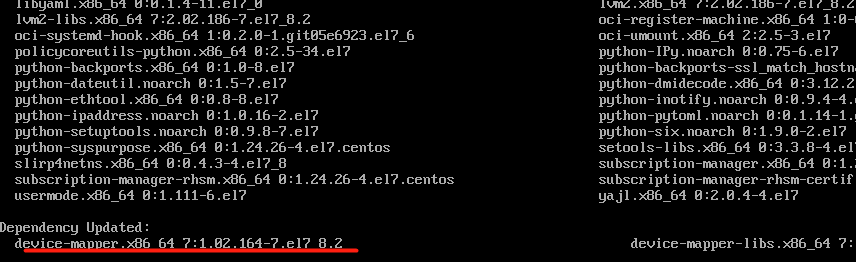 libyaml.x86_64 0:0.1.4-11.el7_0 lvm2.x86_64 7:2.02.186-7.el7_8.2
lvm2-libs.x86_64 7:2.02.186-7.el7_8.2 oci-register-machine.x86_64 1:0-
oci-systemd-hook.x86_64 1:0.2.0-1.git05e6923.el7_6 oci-umount.x86_64 2:2.5-3.el7
policycoreutils-python.x86_64 0:2.5-34.el7 python-IPy.noarch 0:0.75-6.el7
python-backports.x86_64 0:1.0-8.el7 python-backports-ssl_match_hostna
python-dateutil.noarch 0:1.5-7.el7 python-dmidecode.x86_64 0:3.12.2
python-ethtool.x86_64 0:0.8-8.el7 python-inotify.noarch 0:0.9.4-4.
python-ipaddress.noarch 0:1.0.16-2.el7 python-pytoml.noarch 0:0.1.14-1.
python-setuptools.noarch 0:0.9.8-7.el7 python-six.noarch 0:1.9.0-2.el7
python-syspurpose.x86_64 0:1.24.26-4.el7.centos setools-libs.x86_64 0:3.3.8-4.el
slirp4netns.x86_64 0:0.4.3-4.el7_8 subscription-manager.x86_64 0:1.2
subscription-manager-rhsm.x86_64 0:1.24.26-4.el7.centos subscription-manager-rhsm-certif
usermode.x86_64 0:1.111-6.el7 yajl.x86_64 0:2.0.4-4.el7
Dependency Updated:
device-mapper.x86_64 7:1.02.164-7.el7_8.2 device-mapper-libs.x86_64 7: